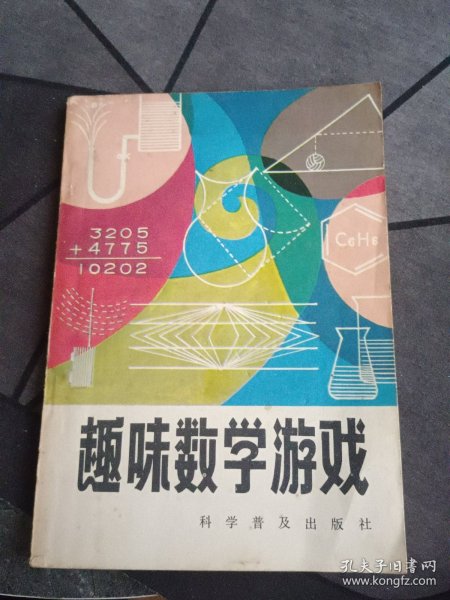 3205
+4775
10202
C6H6
趣味数学游戏
科学普及出版社
孔夫子旧书网
www.kongfz.com